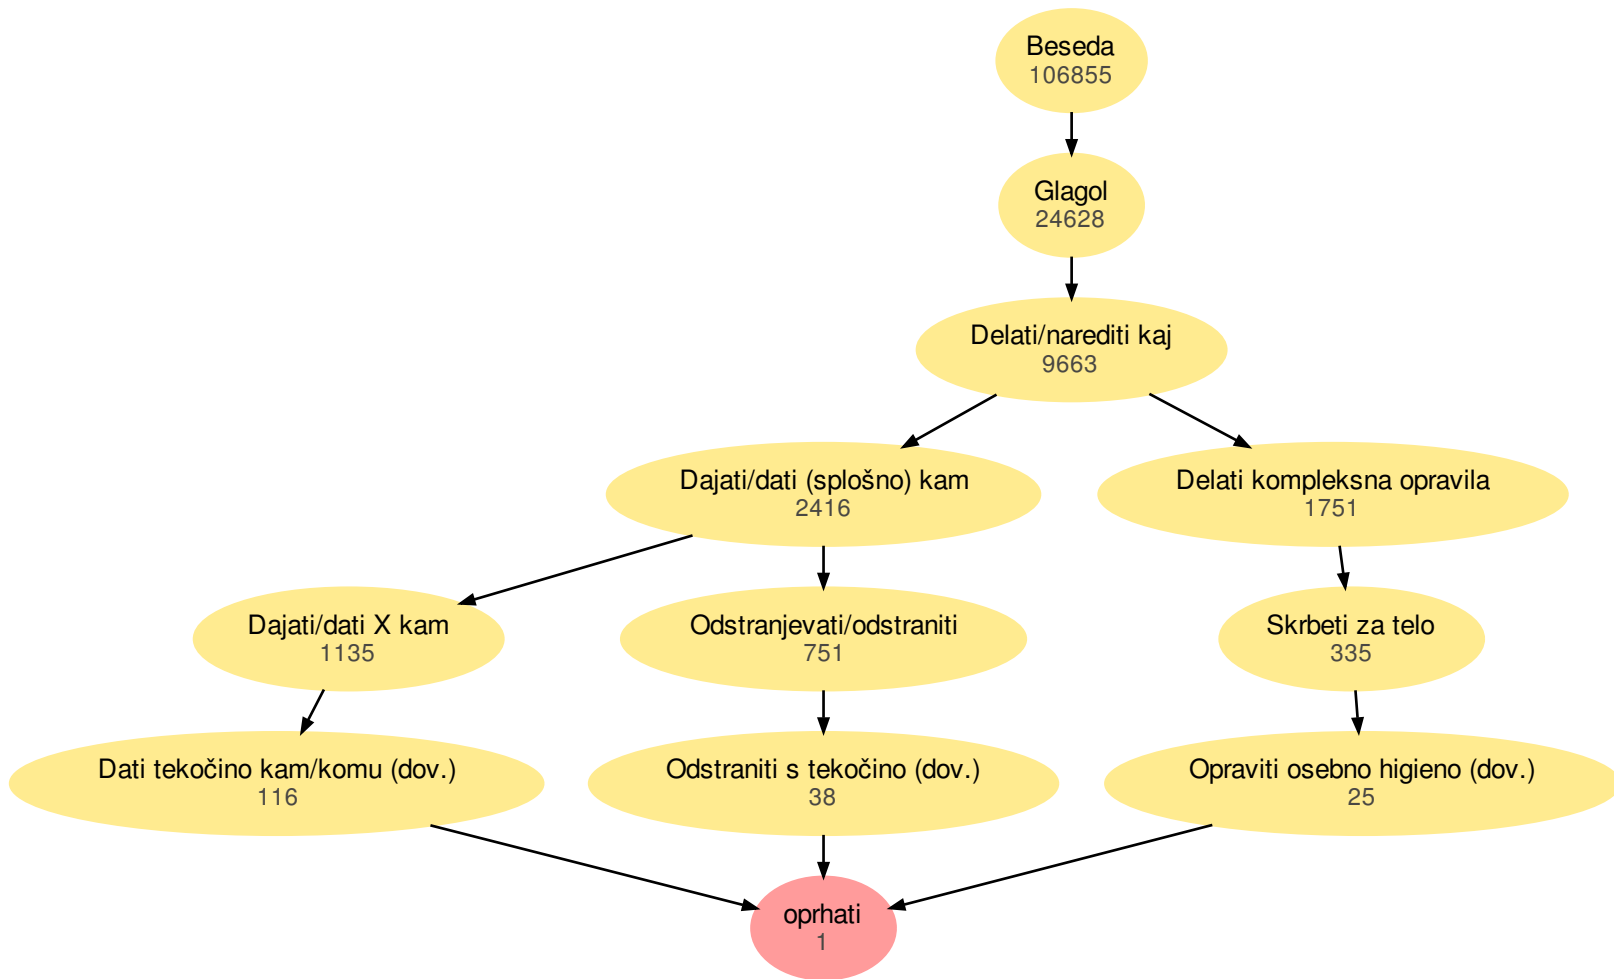 Beseda
106855
Glagol
24628
Delati/narediti kaj
9663
Dajati/dati (splošno) kam
2416
Delati kompleksna opravila
1751
Dajati/dati X kam
1135
Odstranjevati/odstraniti
751
Skrbeti za telo
335
Dati tekočino kam/komu (dov.)
116
Odstraniti s tekočino (dov.)
38
Opraviti osebno higieno (dov.)
25
oprhati
1